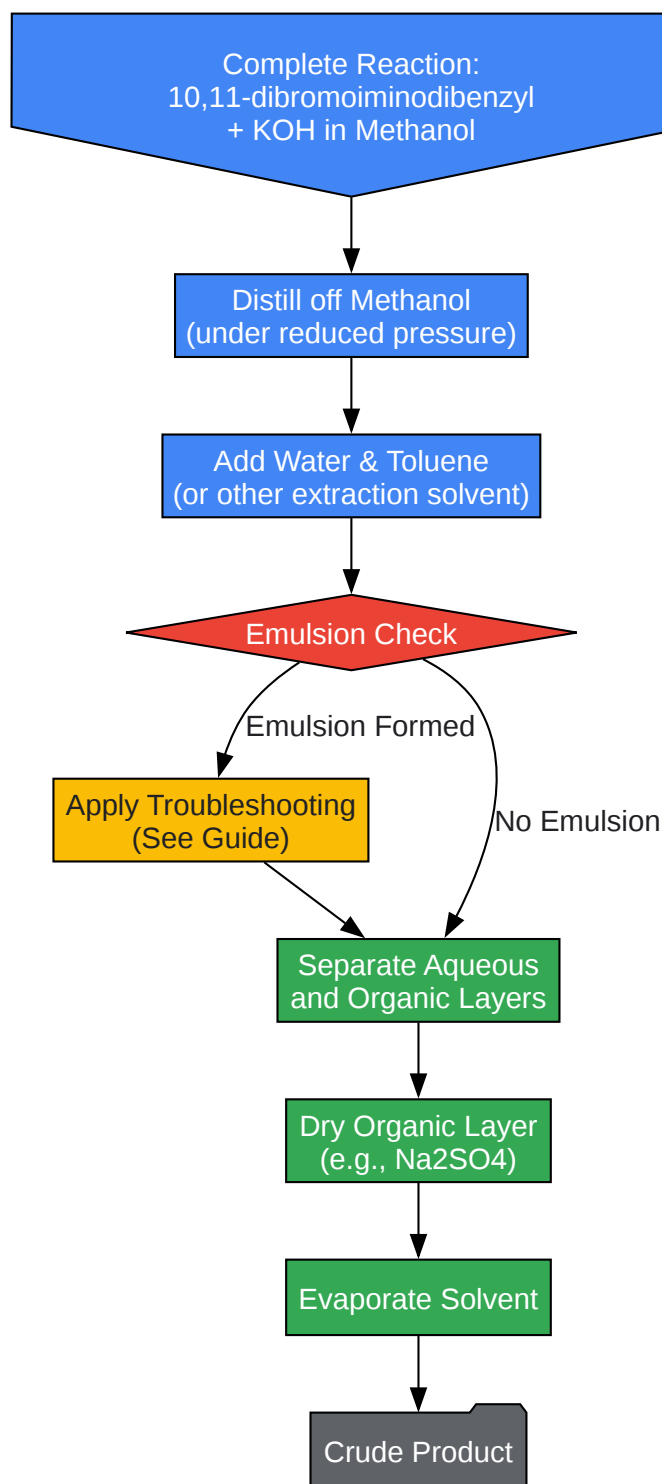 Complete Reaction:
10,11-dibromoiminodibenzyl
+ KOH in Methanol
Distill off Methanol
(under reduced pressure)
Add Water & Toluene
(or other extraction solvent)
Emulsion Check
Emulsion Formed
Apply Troubleshooting
(See Guide)
No Emulsion
Separate Aqueous
and Organic Layers
Dry Organic Layer
(e.g., Na2SO4)
Evaporate Solvent
Crude Product